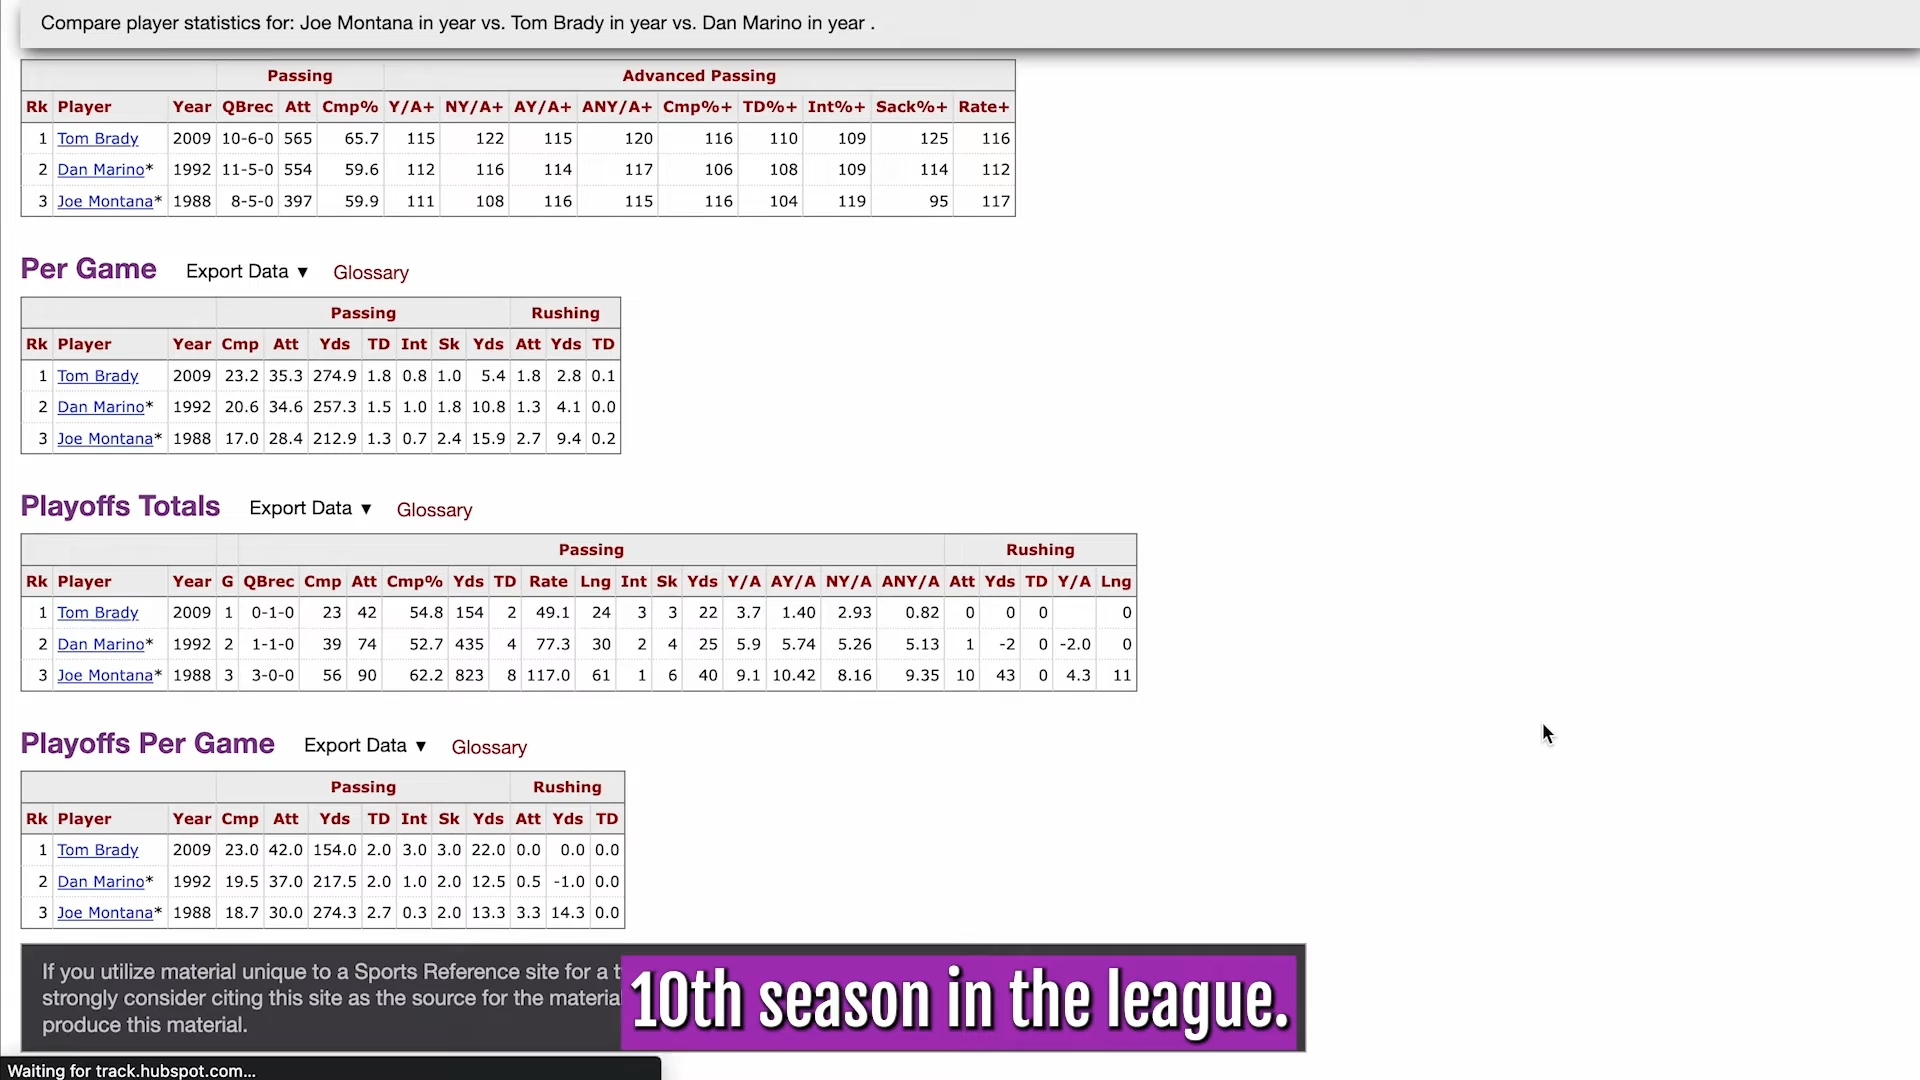 Compare player statistics for: Joe Montana in year vs. Tom Brady in year vs. Dan Marino in year .
Passing Advanced Passing
Rk Player Year QBrec Att Cmp% Y/A+ NY/A+ AY/A+ ANY/A+ Cmp%+ TD%+ Int%+ Sack%+ Rate+
1 Tom Brady 2009 10-6-0 565 65.7 115 122 115 120 116 110 109 125 116
2 Dan Marino* 1992 11-5-0 554 59.6 112 116 114 117 106 108 109 114 112
3 Joe Montana* 1988 8-5-0 397 59.9 111 108 116 115 116 104 119 95 117
Per Game Export Data ▼ Glossary
Passing Rushing
Rk Player Year Cmp Att Yds TD Int Sk Yds Att Yds TD
1 Tom Brady 2009 23.2 35.3 274.9 1.8 0.8 1.0 5.4 1.8 2.8 0.1
2 Dan Marino* 1992 20.6 34.6 257.3 1.5 1.0 1.8 10.8 1.3 4.1 0.0
3 Joe Montana* 1988 17.0 28.4 212.9 1.3 0.7 2.4 15.9 2.7 9.4 0.2
Playoffs Totals Export Data ▼ Glossary
Passing Rushing
Rk Player Year G QBrec Cmp Att Cmp% Yds TD Rate Lng Int Sk Yds Y/A AY/A NY/A ANY/A Att Yds TD Y/A Lng
1 Tom Brady 2009 1 0-1-0 23 42 54.8 154 2 49.1 24 3 3 22 3.7 1.40 2.93 0.82 0 0 0 0
2 Dan Marino* 1992 2 1-1-0 39 74 52.7 435 4 77.3 30 2 4 25 5.9 5.74 5.26 5.13 1 -2 0 -2.0 0
3 Joe Montana* 1988 3 3-0-0 56 90 62.2 823 8 117.0 61 1 6 40 9.1 10.42 8.16 9.35 10 43 0 4.3 11
Playoffs Per Game Export Data ▼ Glossary
Passing Rushing
Rk Player Year Cmp Att Yds TD Int Sk Yds Att Yds TD
1 Tom Brady 2009 23.0 42.0 154.0 2.0 3.0 3.0 22.0 0.0 0.0 0.0
2 Dan Marino* 1992 19.5 37.0 217.5 2.0 1.0 2.0 12.5 0.5 -1.0 0.0
3 Joe Montana* 1988 18.7 30.0 274.3 2.7 0.3 2.0 13.3 3.3 14.3 0.0
If you utilize material unique to a Sports Reference site for a t
strongly consider citing this site as the source for the materia
produce this material.
10th season in the league.
Waiting for track.hubspot.com...